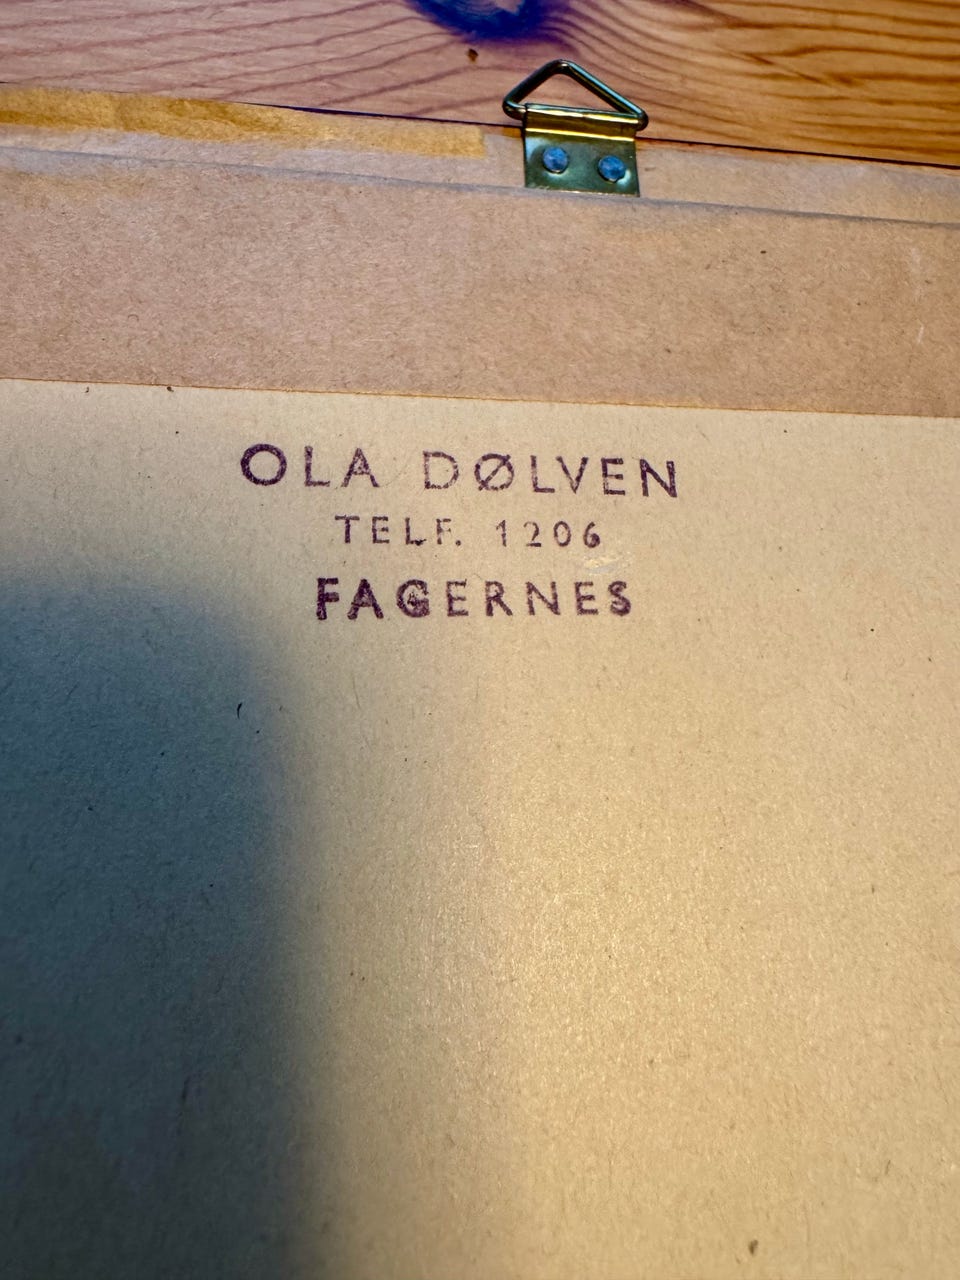 OLA DØLVEN
TELF. 1206
FAGERNES